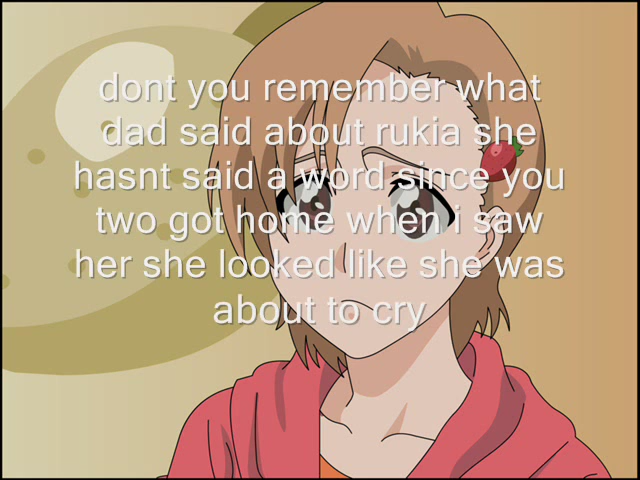 dont you remember what
dad said about rukia she
hasnt said a word since you
two got home when i saw
her she looked like she was
about to cry